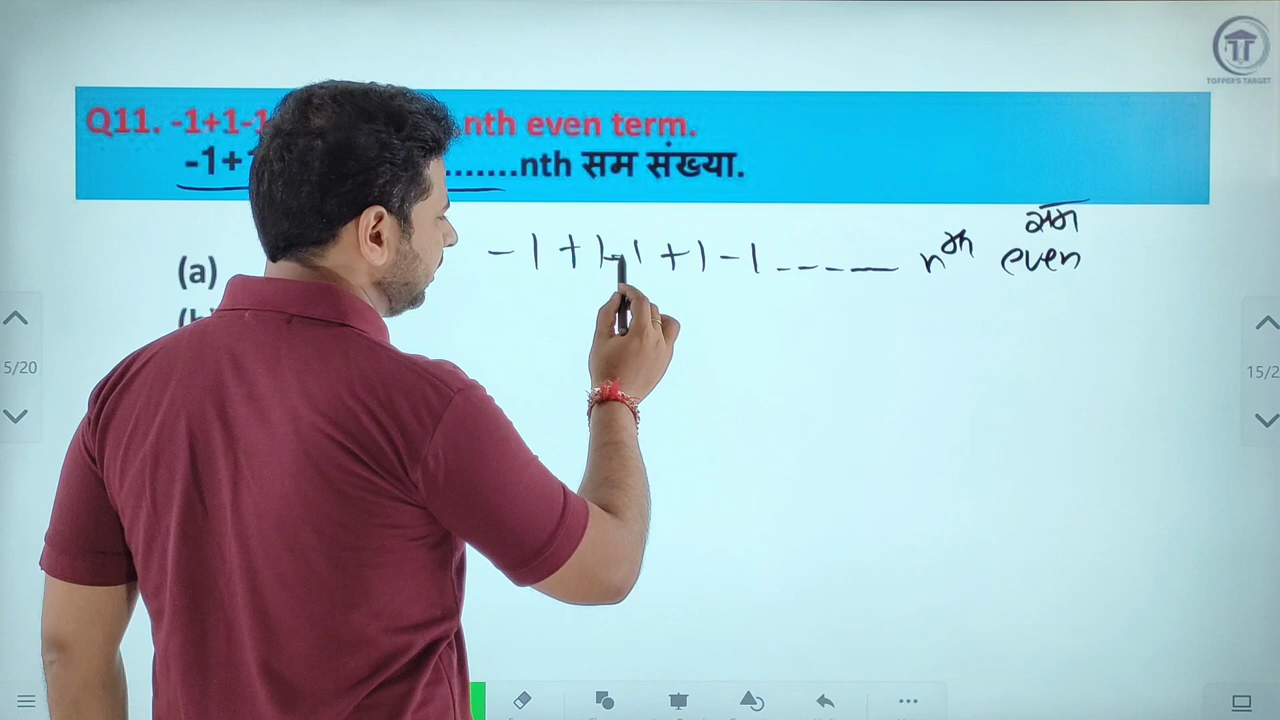 TOPPER'S TARGET
Q11. -1+1-1 nth even term.
-1+ .......nth सम संख्या.
सम
-1+1-1+1-1----- nth even
(a)
5/20
15/2